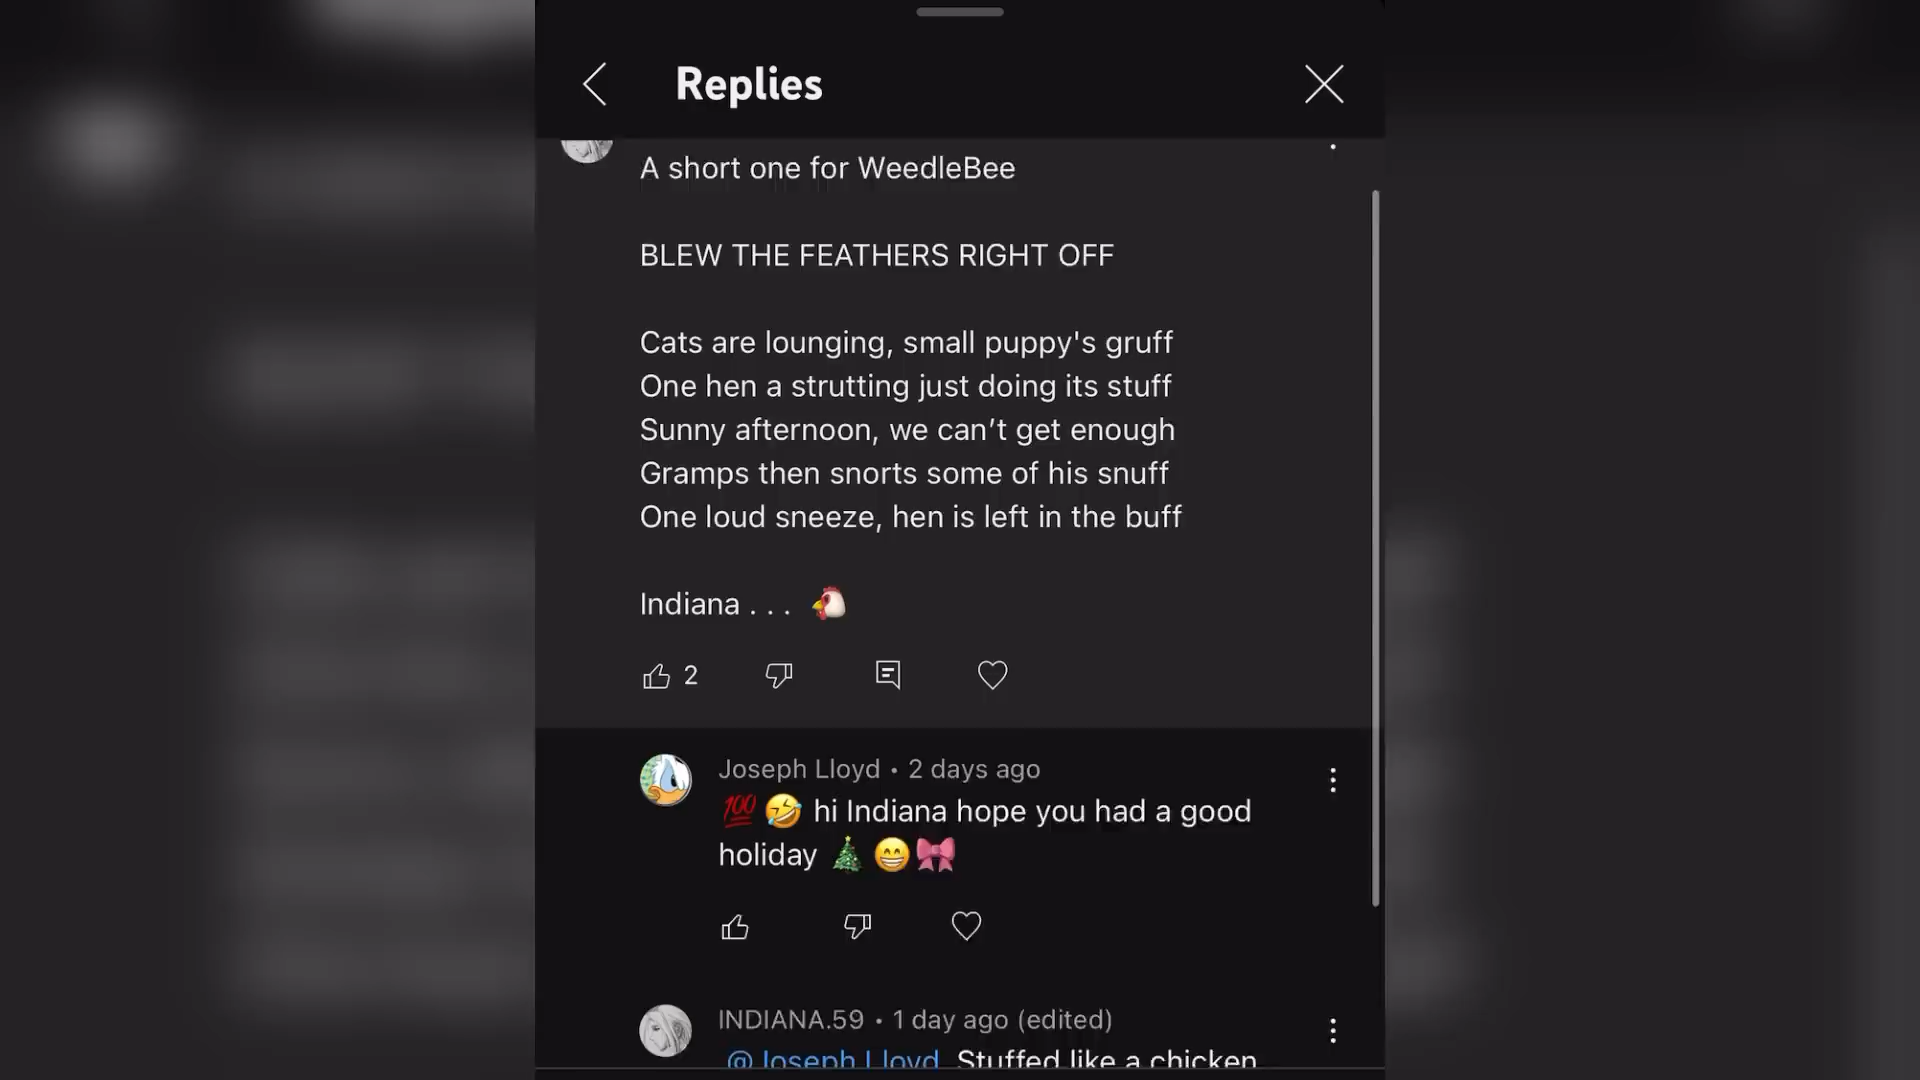 Replies
A short one for WeedleBee
BLEW THE FEATHERS RIGHT OFF
Cats are lounging, small puppy's gruff
One hen a strutting just doing its stuff
Sunny afternoon, we can’t get enough
Gramps then snorts some of his snuff
One loud sneeze, hen is left in the buff
Indiana . . . 🐔
2
Joseph Lloyd • 2 days ago
💯🤣 hi Indiana hope you had a good
holiday 🎄😁🎀
INDIANA.59 • 1 day ago (edited)
@Joseph Lloyd Stuffed like a chicken